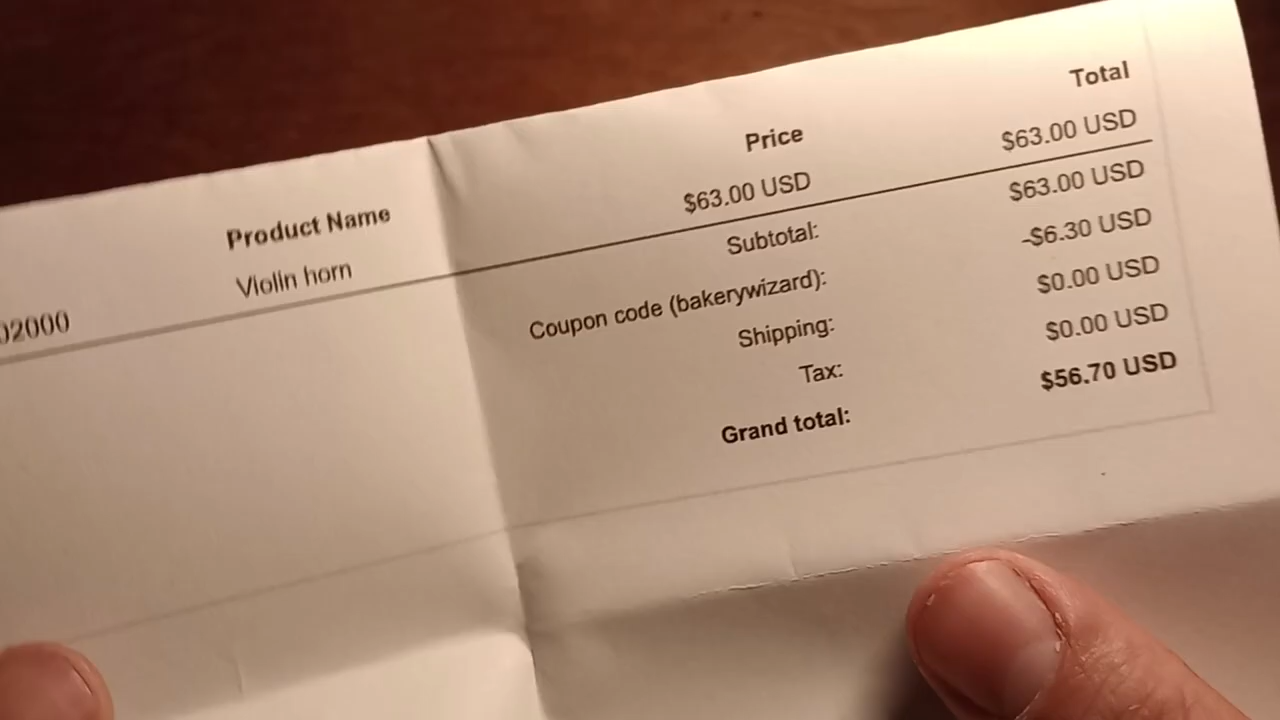 Product Name Price Total
02000 Violin horn $63.00 USD $63.00 USD
Subtotal: $63.00 USD
Coupon code (bakerywizard): -$6.30 USD
Shipping: $0.00 USD
Tax: $0.00 USD
Grand total: $56.70 USD